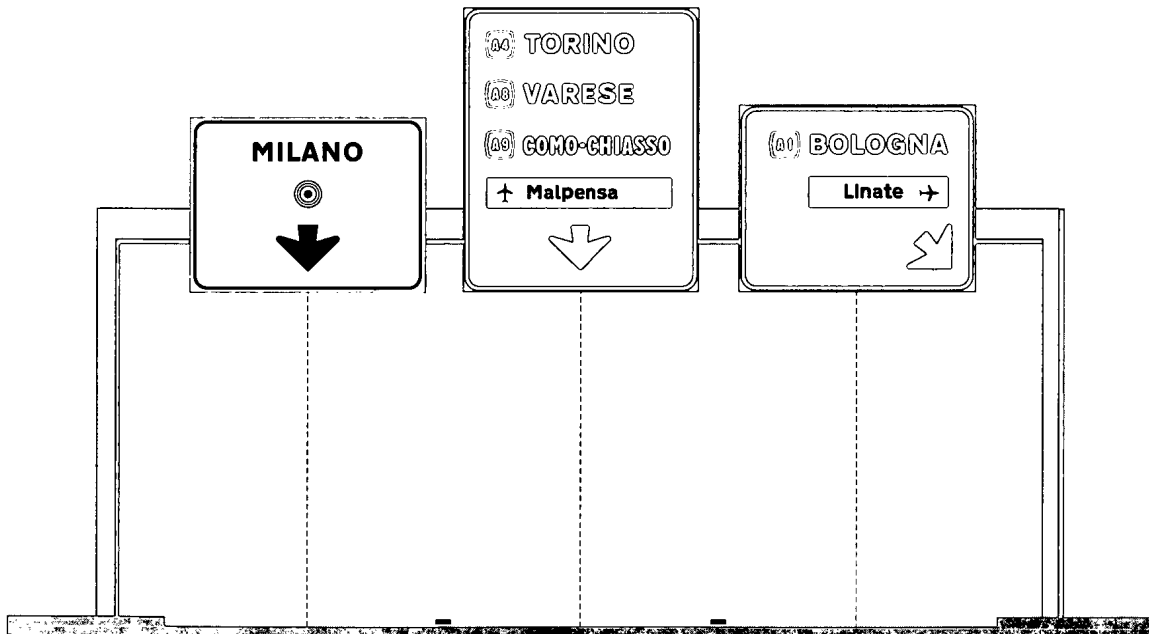 MILANO
A4 TORINO
A8 VARESE
A9 COMO-CHIASSO
Malpensa
A1 BOLOGNA
Linate